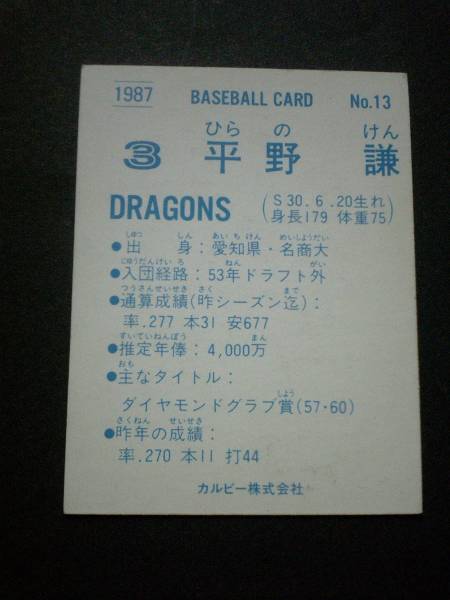 1987 BASEBALL CARD No.13
ひら の けん
3 平野 謙
DRAGONS (S30.6.20生れ
身長179 体重75)
しゅつ しん あいちけん めいしょうだい
●出 身：愛知県・名商大
にゅうだんけいろ ねん がい
●入団経路：53年ドラフト外
つうさんせいせき さく まで
●通算成績(昨シーズン迄)：
率.277 本31 安677
すいていねんぽう まん
●推定年俸：4,000万
おも
●主なタイトル：
しょう
ダイヤモンドグラブ賞(57・60)
さくねん せいせき
●昨年の成績：
率.270 本11 打44
カルビー株式会社